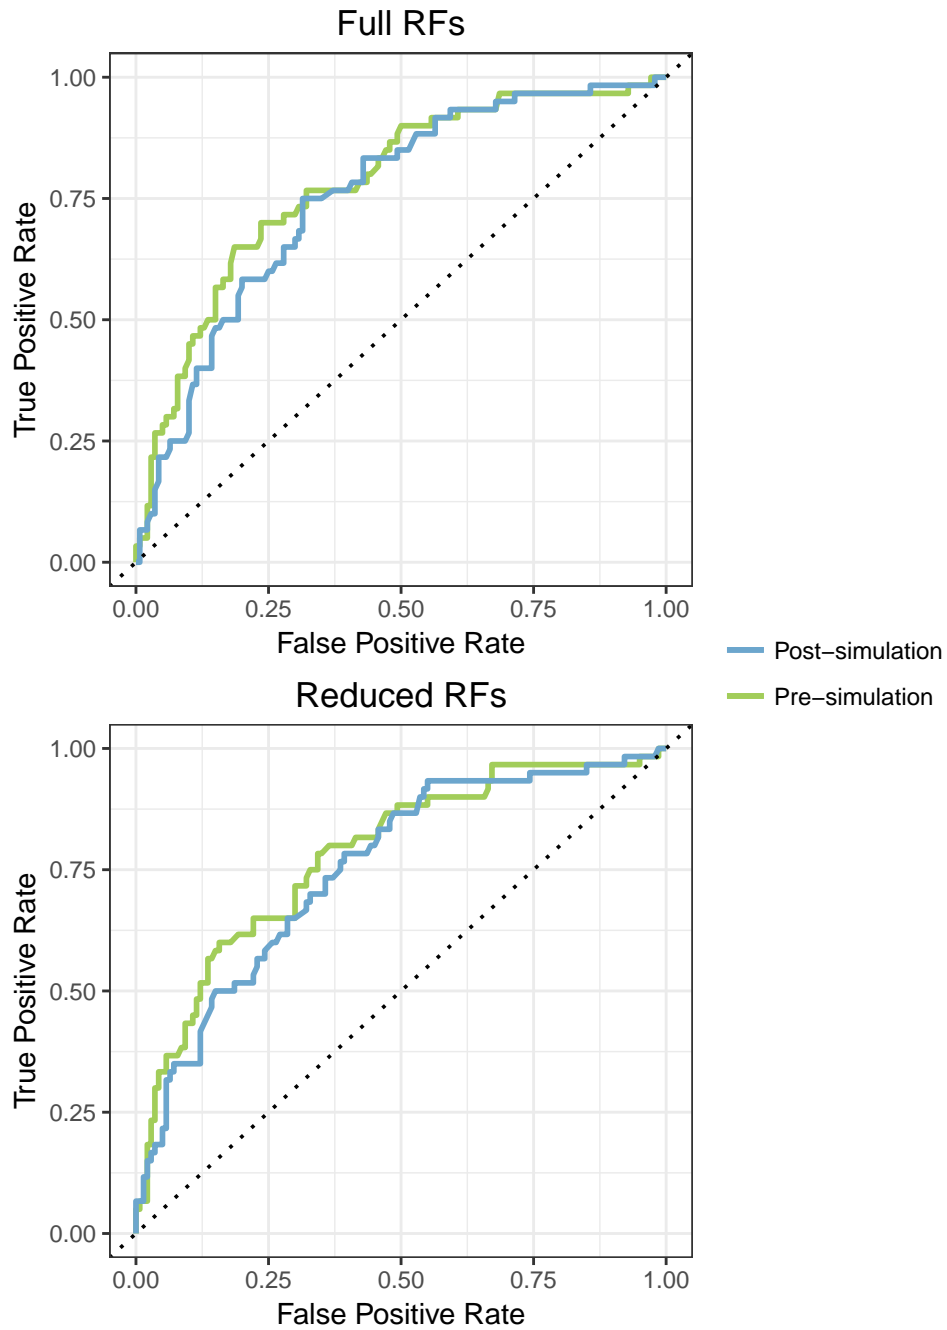 Full RFs
1.00
0.75
0.50
0.25
0.00
True Positive Rate
0.00 0.25 0.50 0.75 1.00
False Positive Rate
Post−simulation
Pre−simulation
Reduced RFs
1.00
0.75
0.50
0.25
0.00
True Positive Rate
0.00 0.25 0.50 0.75 1.00
False Positive Rate